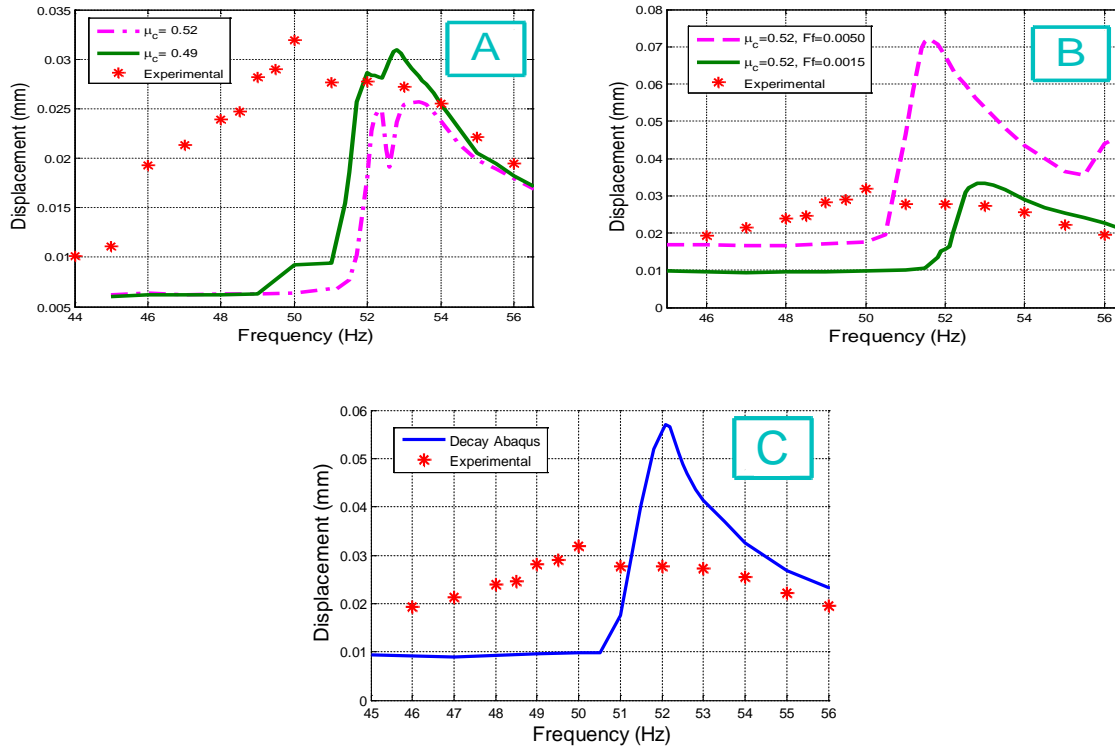 A
μc = 0.52
μc = 0.49
Experimental
Displacement (mm)
0.035
0.03
0.025
0.02
0.015
0.01
0.005
44 46 48 50 52 54 56
Frequency (Hz)
B
μc=0.52, Ff=0.0050
μc=0.52, Ff=0.0015
Experimental
Displacement (mm)
0.08
0.07
0.06
0.05
0.04
0.03
0.02
0.01
0
46 48 50 52 54 56
Frequency (Hz)
C
Decay Abaqus
Experimental
Displacement (mm)
0.06
0.05
0.04
0.03
0.02
0.01
0
45 46 47 48 49 50 51 52 53 54 55 56
Frequency (Hz)